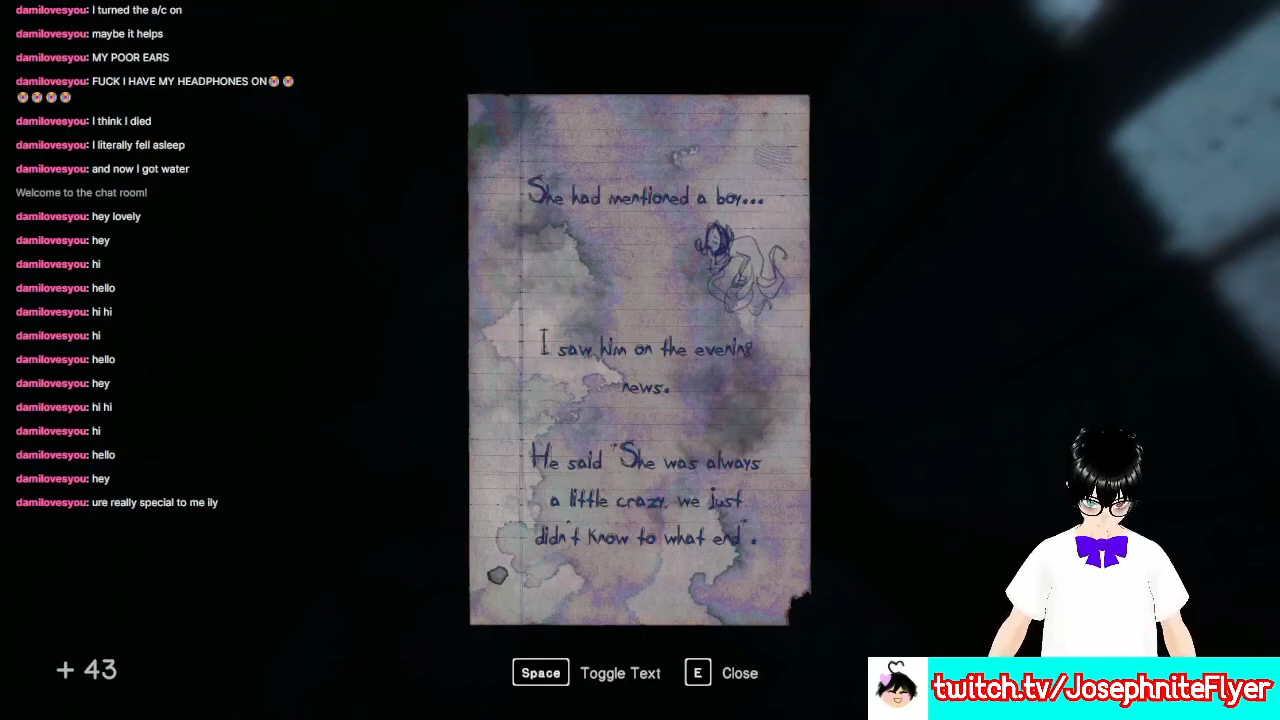 damilovesyou: I turned the a/c on
damilovesyou: maybe it helps
damilovesyou: MY POOR EARS
damilovesyou: FUCK I HAVE MY HEADPHONES ON😭😭
😭😭😭😭
damilovesyou: I think I died
damilovesyou: I literally fell asleep
damilovesyou: and now I got water
Welcome to the chat room!
damilovesyou: hey lovely
damilovesyou: hey
damilovesyou: hi
damilovesyou: hello
damilovesyou: hi hi
damilovesyou: hi
damilovesyou: hello
damilovesyou: hey
damilovesyou: hi hi
damilovesyou: hi
damilovesyou: hello
damilovesyou: hey
damilovesyou: ure really special to me ily
She had mentioned a boy...
I saw him on the evening
news.
He said "She was always
a little crazy, we just
didn't know to what end".
+ 43
Space Toggle Text E Close
twitch.tv/JosephniteFlyer